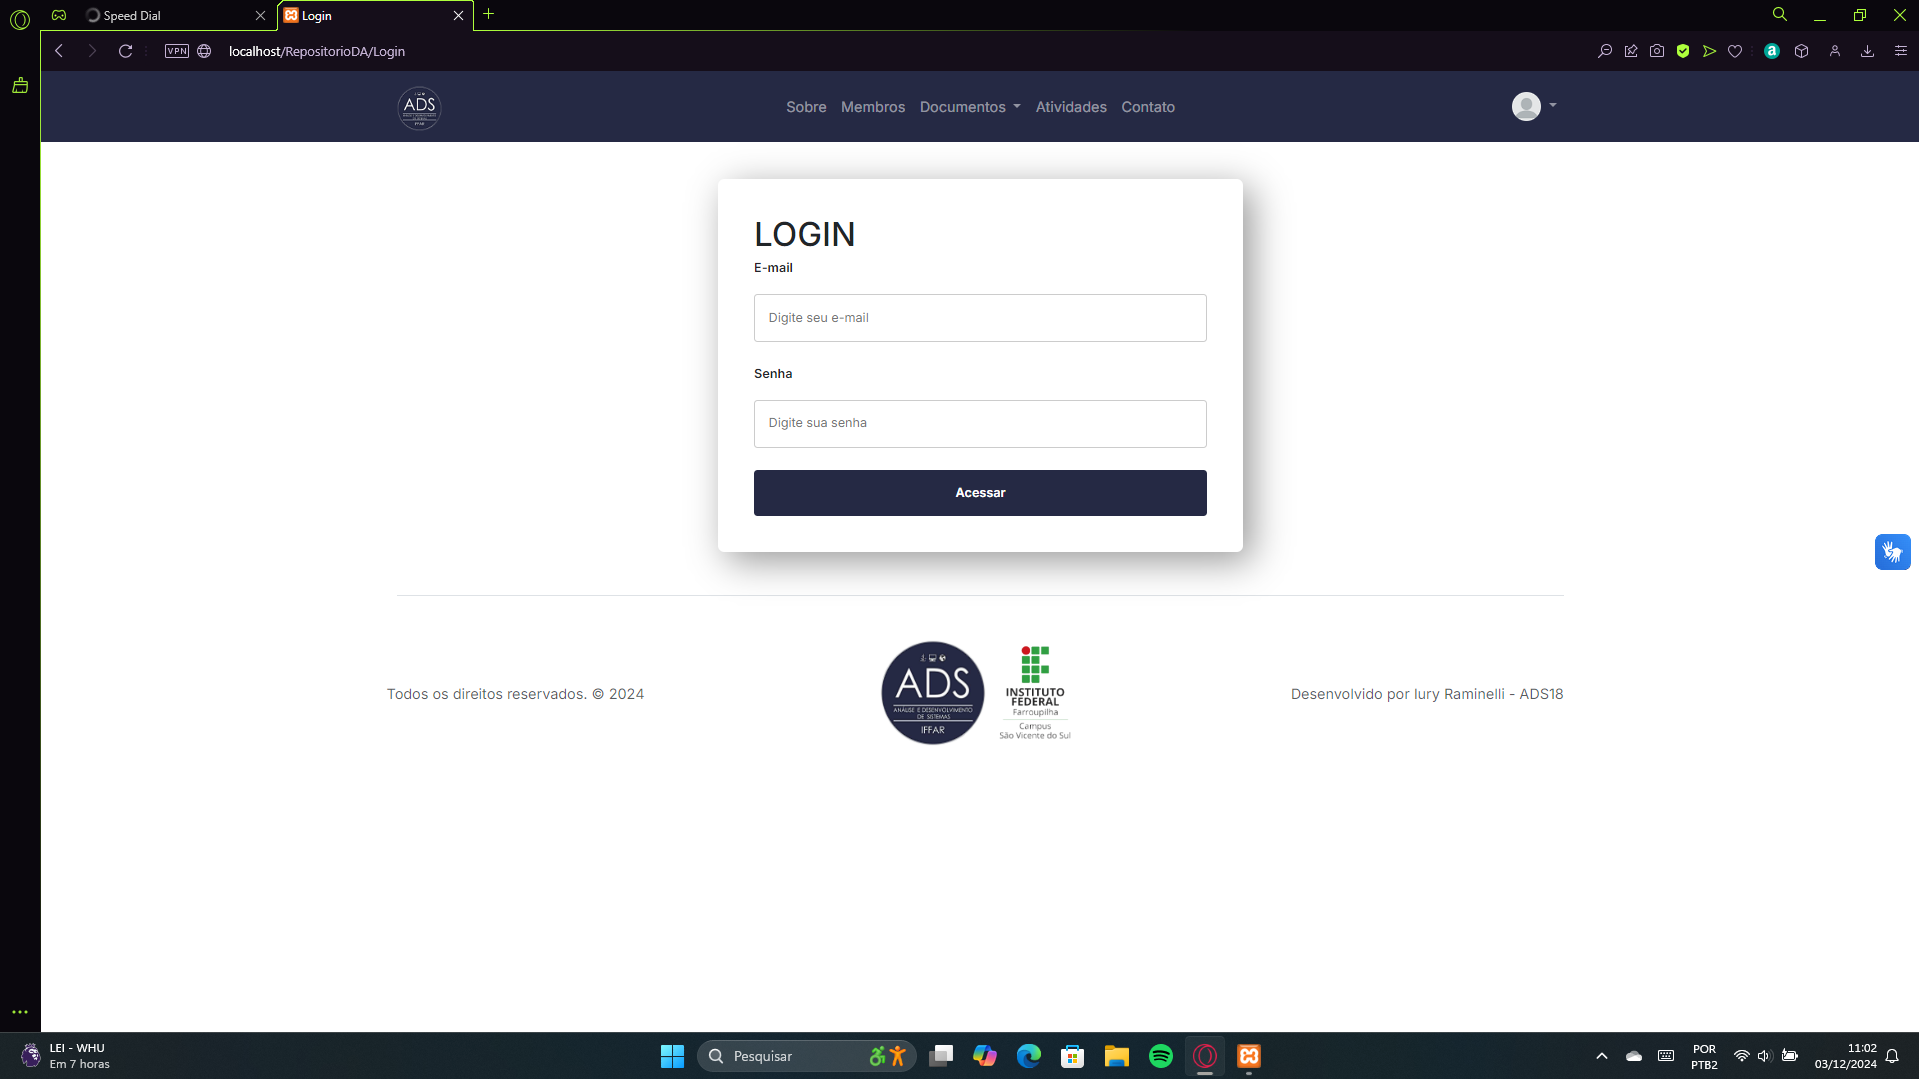 Speed Dial
Login
VPN
localhost/RepositorioDA/Login
ADS
IFFAR
Sobre
Membros
Documentos
Atividades
Contato
LOGIN
E-mail
Digite seu e-mail
Senha
Digite sua senha
Acessar
Todos os direitos reservados. © 2024
ADS
ANÁLISE E DESENVOLVIMENTO
DE SISTEMAS
IFFAR
INSTITUTO
FEDERAL
Farroupilha
Campus
São Vicente do Sul
Desenvolvido por Iury Raminelli - ADS18
LEI - WHU
Em 7 horas
Pesquisar
POR
PTB2
11:02
03/12/2024